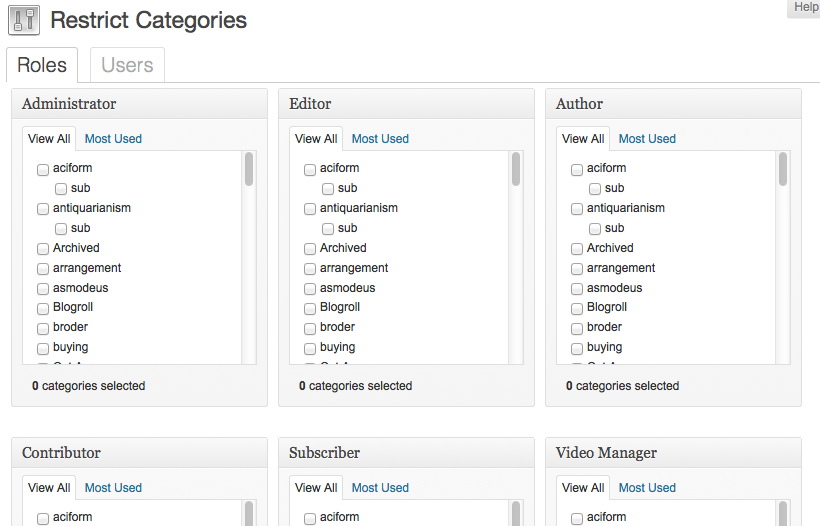 Help
Restrict Categories
Roles Users
Administrator
View All Most Used
aciform
sub
antiquarianism
sub
Archived
arrangement
asmodeus
Blogroll
broder
buying
0 categories selected
Editor
View All Most Used
aciform
sub
antiquarianism
sub
Archived
arrangement
asmodeus
Blogroll
broder
buying
0 categories selected
Author
View All Most Used
aciform
sub
antiquarianism
sub
Archived
arrangement
asmodeus
Blogroll
broder
buying
0 categories selected
Contributor
View All Most Used
aciform
Subscriber
View All Most Used
aciform
Video Manager
View All Most Used
aciform